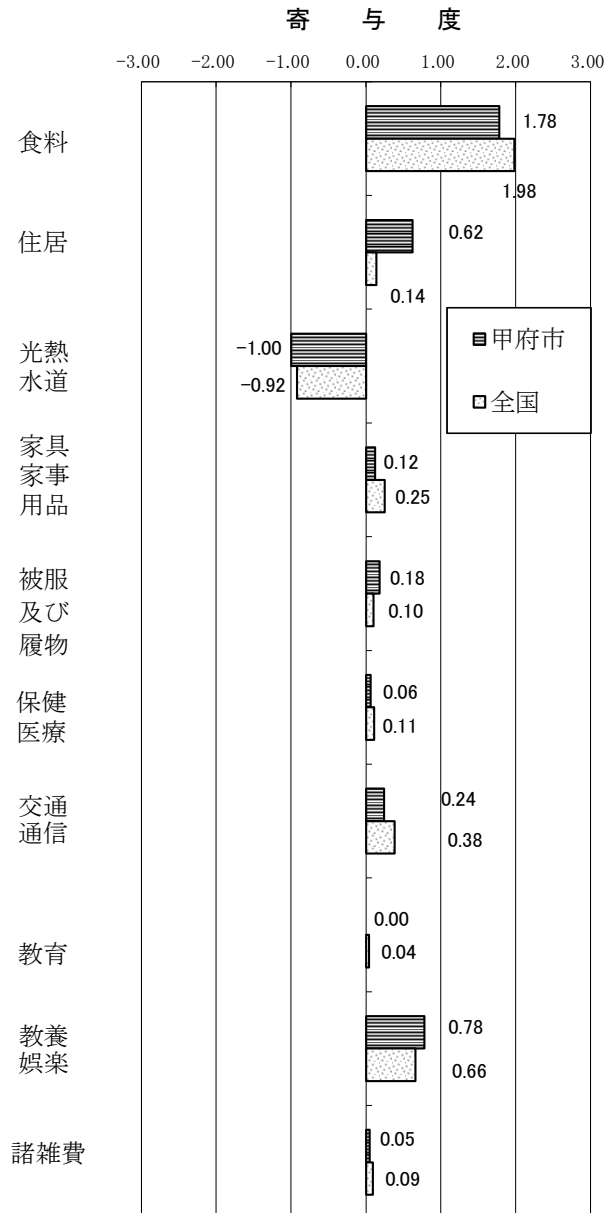 寄与度
-3.00 -2.00 -1.00 0.00 1.00 2.00 3.00
食料
1.78
1.98
住居
0.62
0.14
甲府市
全国
光熱
水道
-1.00
-0.92
家具
家事
用品
0.12
0.25
被服
及び
履物
0.18
0.10
保健
医療
0.06
0.11
交通
通信
0.24
0.38
教育
0.00
0.04
教養
娯楽
0.78
0.66
諸雑費
0.05
0.09